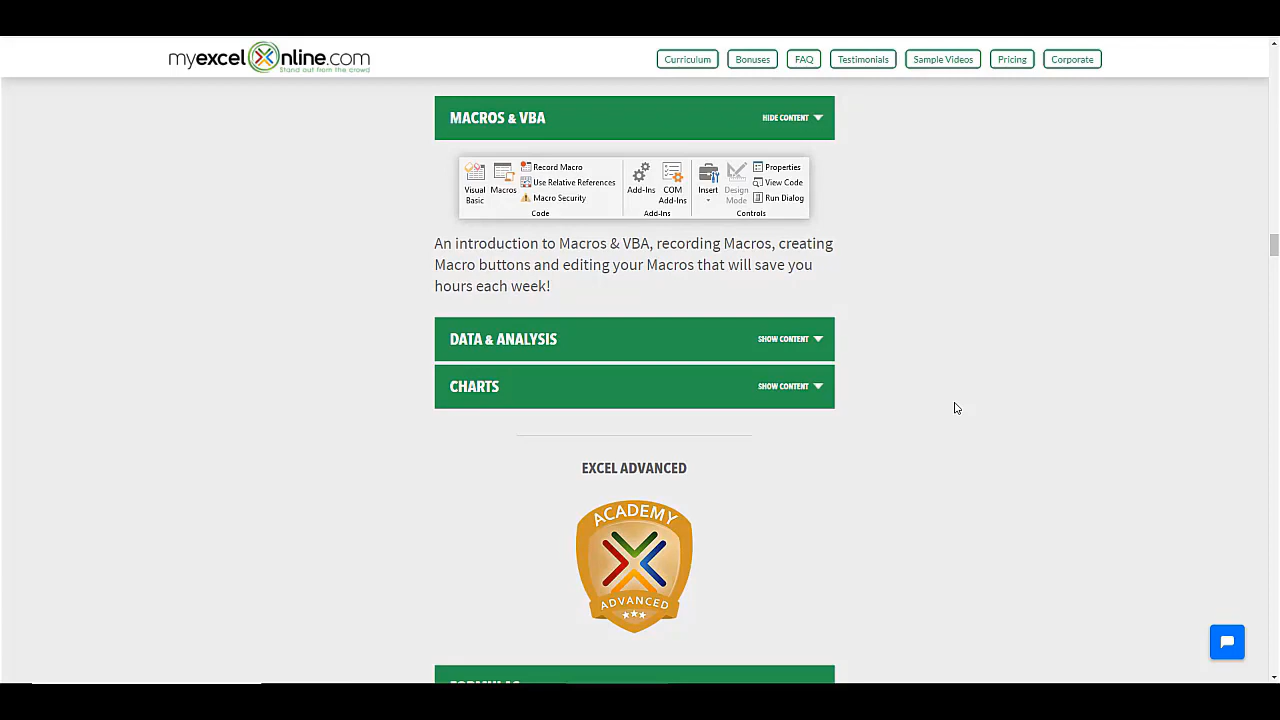 myexcelonline.com
Stand out from the crowd
Curriculum
Bonuses
FAQ
Testimonials
Sample Videos
Pricing
Corporate
MACROS & VBA
HIDE CONTENT
Visual Basic
Macros
Record Macro
Use Relative References
Macro Security
Code
Add-Ins
COM Add-Ins
Add-Ins
Insert
Design Mode
Properties
View Code
Run Dialog
Controls
An introduction to Macros & VBA, recording Macros, creating
Macro buttons and editing your Macros that will save you
hours each week!
DATA & ANALYSIS
SHOW CONTENT
CHARTS
SHOW CONTENT
EXCEL ADVANCED
ACADEMY
ADVANCED
FORMULAS